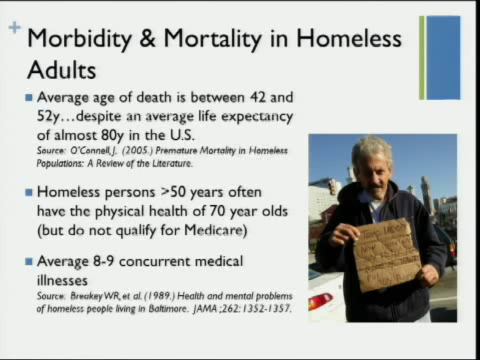 Morbidity & Mortality in Homeless
Adults
Average age of death is between 42 and
52y…despite an average life expectancy
of almost 80y in the U.S.
Source: O'Connell, J. (2005.) Premature Mortality in Homeless
Populations: A Review of the Literature.
Homeless persons >50 years often
have the physical health of 70 year olds
(but do not qualify for Medicare)
Average 8-9 concurrent medical
illnesses
Source: Breakey WR, et al. (1989.) Health and mental problems
of homeless people living in Baltimore. JAMA ;262: 1352-1357.